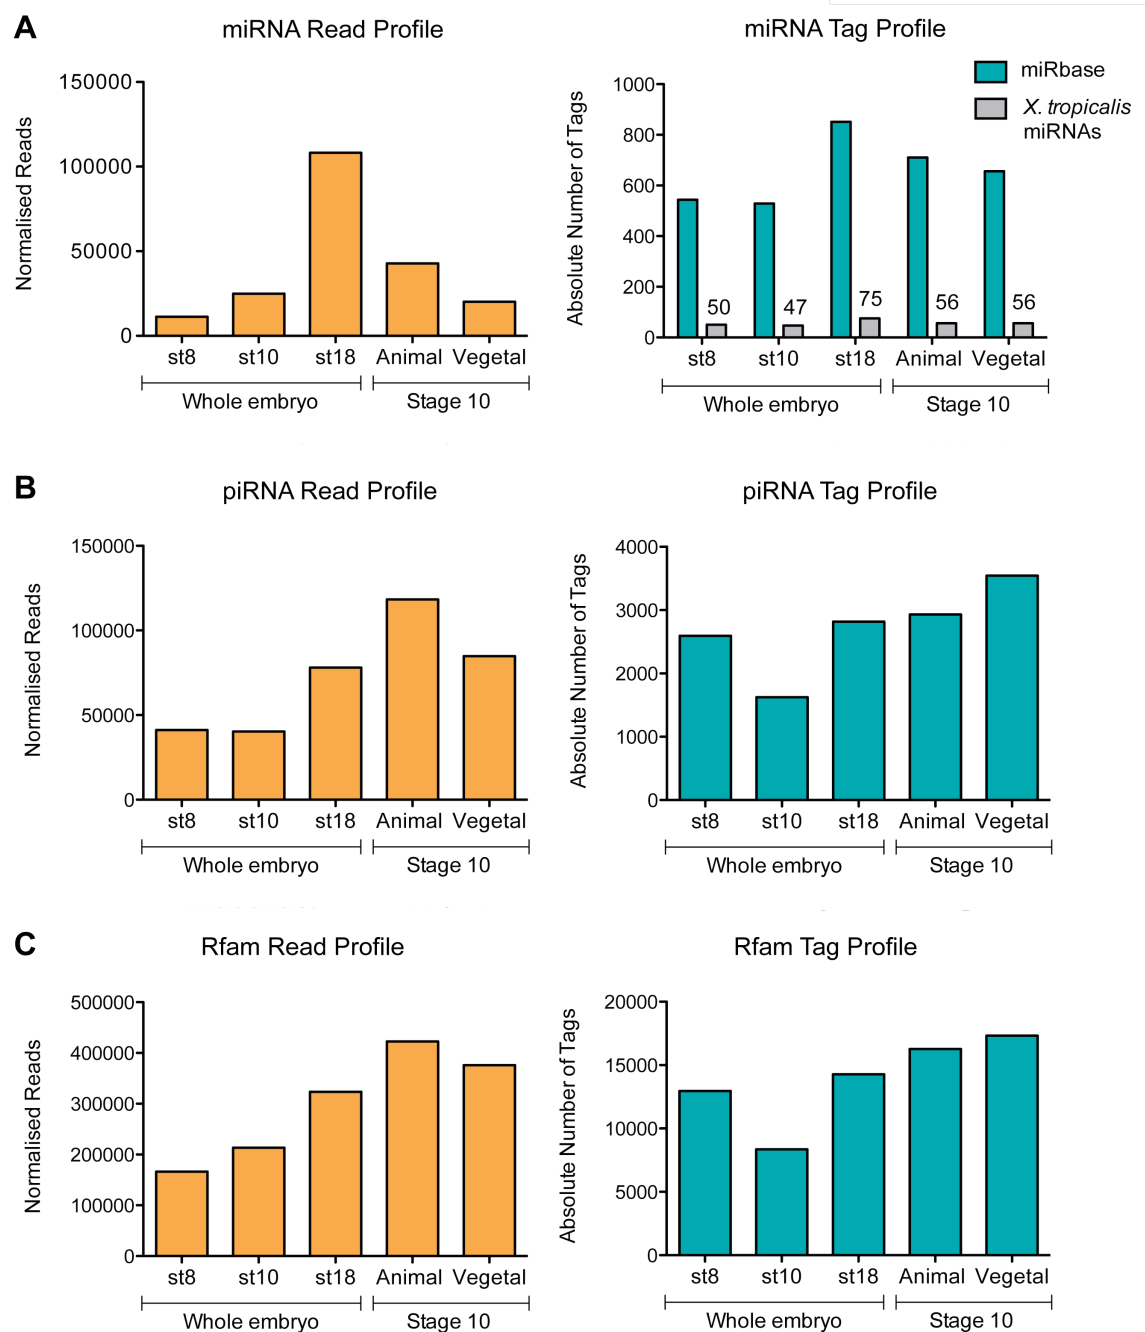 A
miRNA Read Profile
Normalised Reads
150000
100000
50000
0
st8 st10 st18 Animal Vegetal
Whole embryo Stage 10
miRNA Tag Profile
miRbase
X. tropicalis
miRNAs
Absolute Number of Tags
1000
800
600
400
200
0
50 47 75 56 56
st8 st10 st18 Animal Vegetal
Whole embryo Stage 10
B
piRNA Read Profile
Normalised Reads
150000
100000
50000
0
st8 st10 st18 Animal Vegetal
Whole embryo Stage 10
piRNA Tag Profile
Absolute Number of Tags
4000
3000
2000
1000
0
st8 st10 st18 Animal Vegetal
Whole embryo Stage 10
C
Rfam Read Profile
Normalised Reads
500000
400000
300000
200000
100000
0
st8 st10 st18 Animal Vegetal
Whole embryo Stage 10
Rfam Tag Profile
Absolute Number of Tags
20000
15000
10000
5000
0
st8 st10 st18 Animal Vegetal
Whole embryo Stage 10